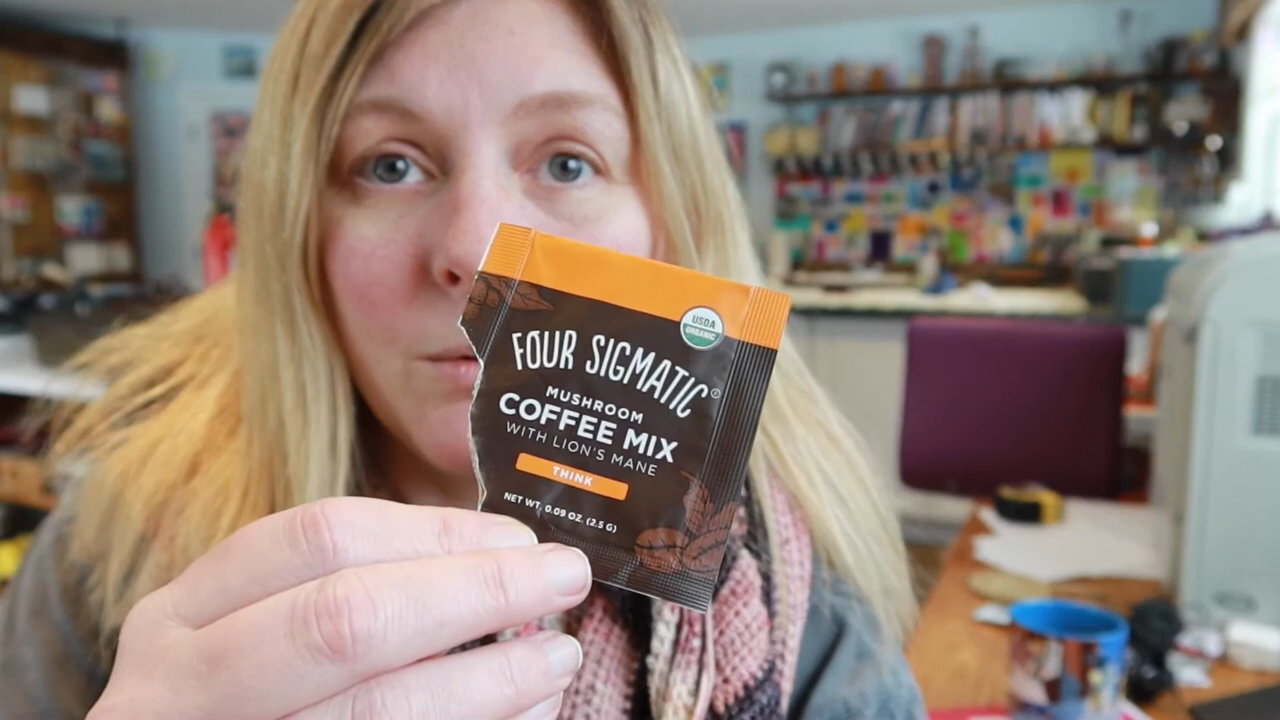 USDA
ORGANIC
FOUR SIGMATIC®
MUSHROOM
COFFEE MIX
WITH LION'S MANE
THINK
NET WT. 0.09 OZ. (2.5 G)